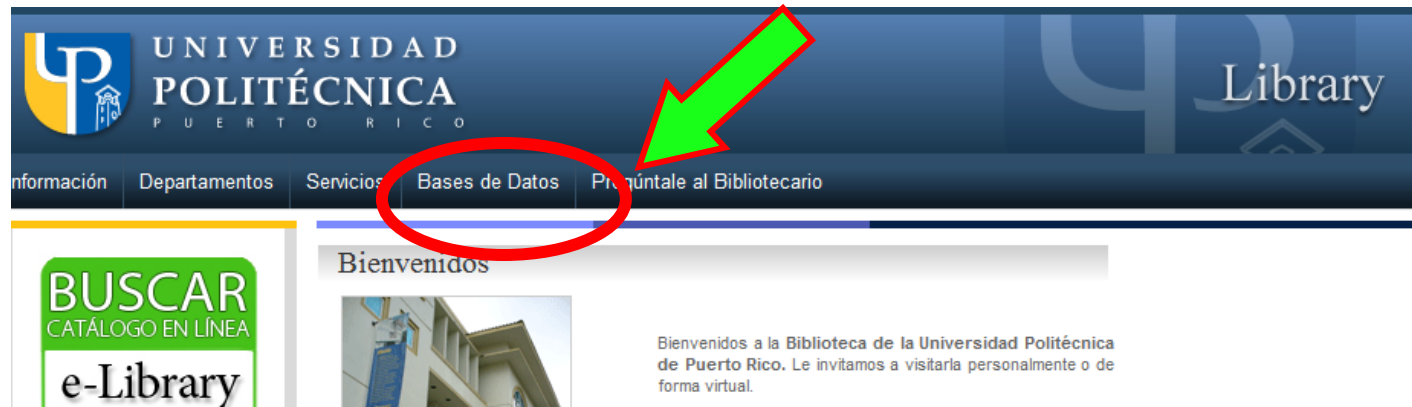 UNIVERSIDAD
POLITÉCNICA
PUERTO RICO
Library
nformación Departamentos Servicios Bases de Datos Pregúntale al Bibliotecario
Bienvenidos
BUSCAR
CATÁLOGO EN LÍNEA
e-Library
Bienvenidos a la Biblioteca de la Universidad Politécnica
de Puerto Rico. Le invitamos a visitarla personalmente o de
forma virtual.